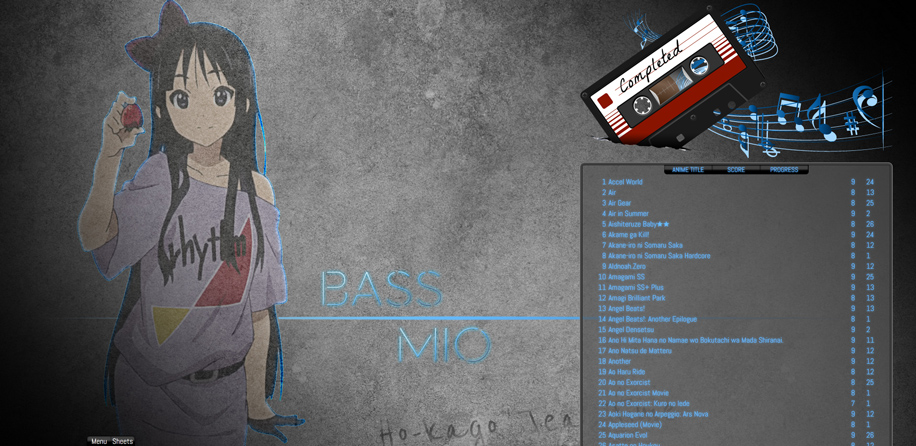 Completed
ANIME TITLE SCORE PROGRESS
1 Accel World 9 24
2 Air 8 13
3 Air Gear 8 25
4 Air in Summer 9 2
5 Aishiteruze Baby★★ 8 26
6 Akame ga Kill! 9 24
7 Akane-iro ni Somaru Saka 8 12
8 Akane-iro ni Somaru Saka Hardcore 8 1
9 Aldnoah.Zero 9 12
10 Amagami SS 9 25
11 Amagami SS+ Plus 9 13
12 Amagi Brilliant Park 8 13
13 Angel Beats! 9 13
14 Angel Beats!: Another Epilogue 8 1
15 Angel Densetsu 9 2
16 Ano Hi Mita Hana no Namae wo Bokutachi wa Mada Shiranai. 9 11
17 Ano Natsu de Matteru 9 12
18 Another 9 12
19 Ao Haru Ride 8 12
20 Ao no Exorcist 8 25
21 Ao no Exorcist Movie 8 1
22 Ao no Exorcist: Kuro no Iede 7 1
23 Aoki Hagane no Arpeggio: Ars Nova 9 12
24 Appleseed (Movie) 8 1
25 Aquarion Evol 8 26
rhythm
BASS
MIO
Ho-kago Tea
Menu Sheets